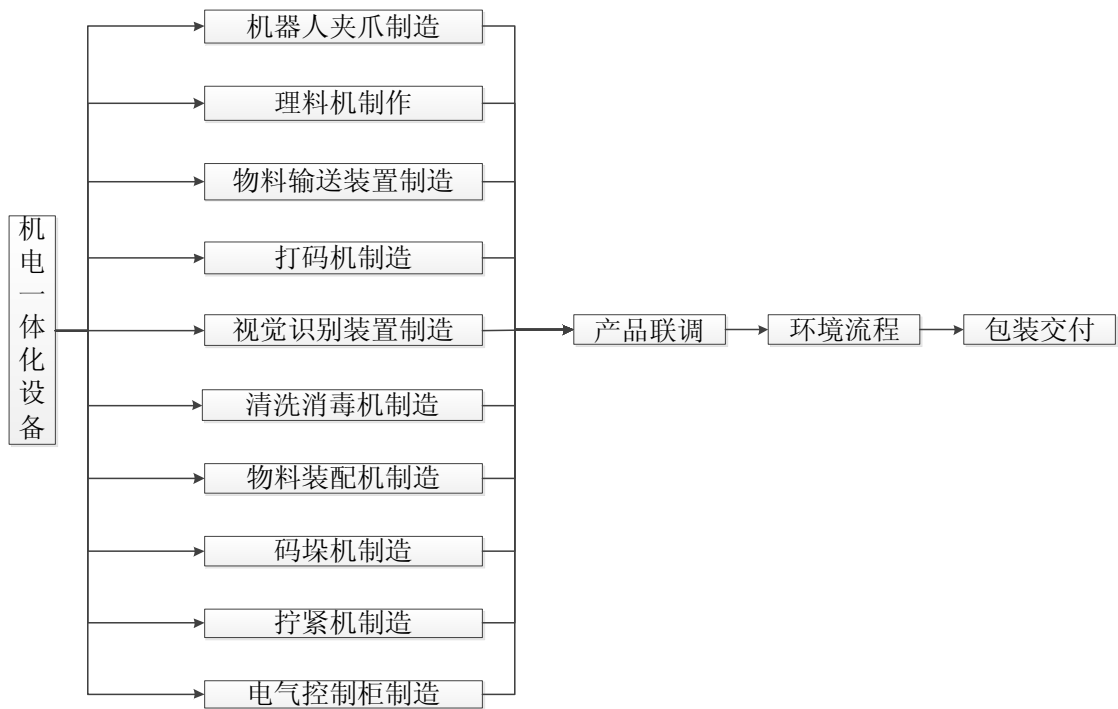 机电一体化设备
机器人夹爪制造
理料机制作
物料输送装置制造
打码机制造
视觉识别装置制造
清洗消毒机制造
物料装配机制造
码垛机制造
拧紧机制造
电气控制柜制造
产品联调
环境流程
包装交付